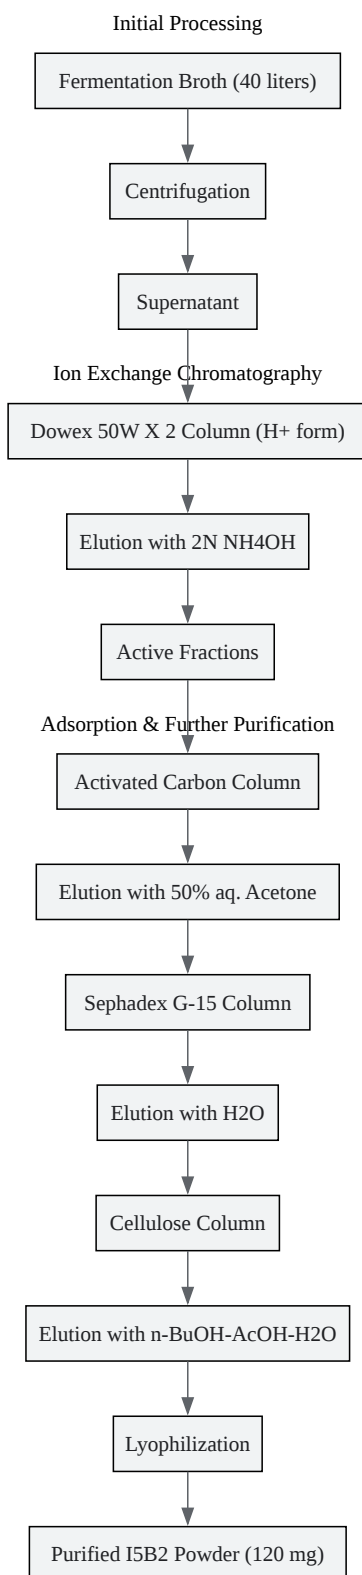 Initial Processing
Fermentation Broth (40 liters)
Centrifugation
Supernatant
Ion Exchange Chromatography
Dowex 50W X 2 Column (H+ form)
Elution with 2N NH4OH
Active Fractions
Adsorption & Further Purification
Activated Carbon Column
Elution with 50% aq. Acetone
Sephadex G-15 Column
Elution with H2O
Cellulose Column
Elution with n-BuOH-AcOH-H2O
Lyophilization
Purified I5B2 Powder (120 mg)